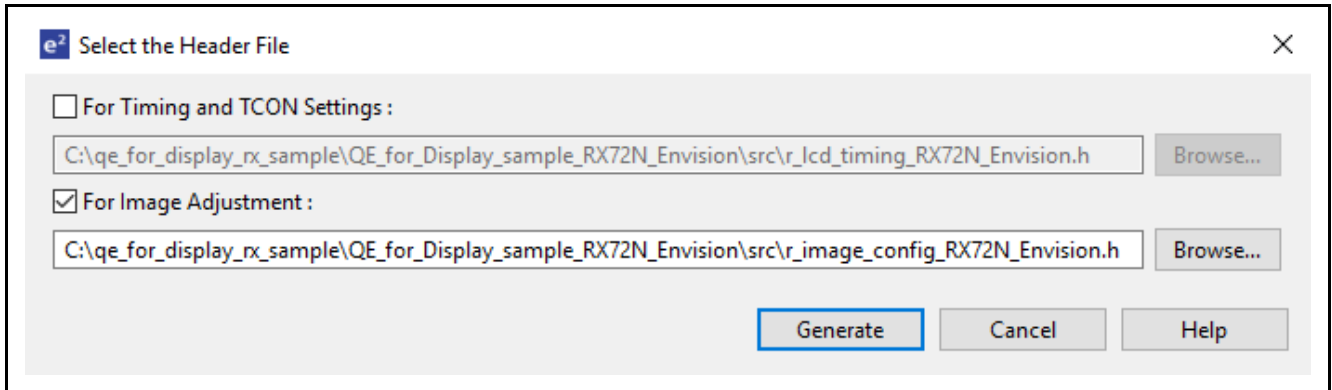 e² Select the Header File
For Timing and TCON Settings :
C:\qe_for_display_rx_sample\QE_for_Display_sample_RX72N_Envision\src\r_lcd_timing_RX72N_Envision.h Browse...
For Image Adjustment :
C:\qe_for_display_rx_sample\QE_for_Display_sample_RX72N_Envision\src\r_image_config_RX72N_Envision.h Browse...
Generate Cancel Help